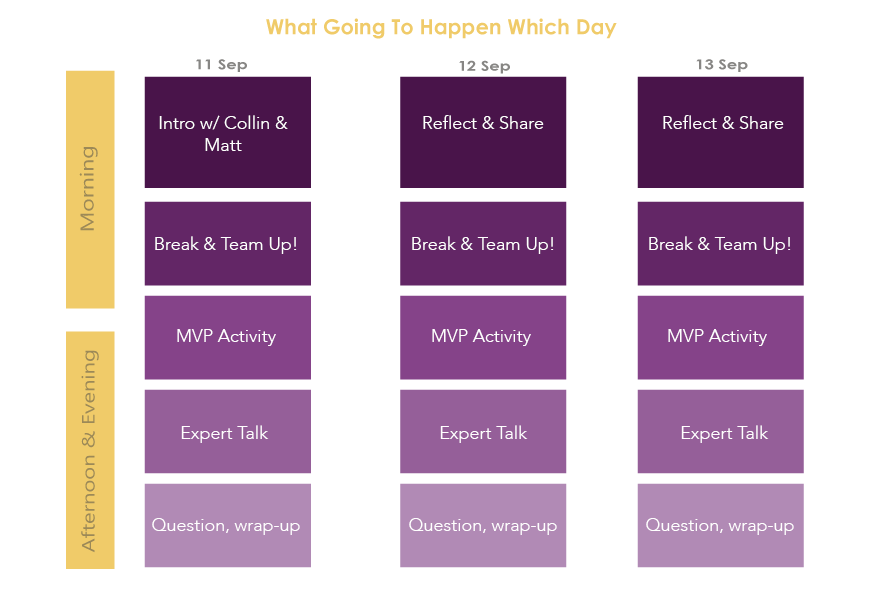 What Going To Happen Which Day
11 Sep
12 Sep
13 Sep
Morning
Intro w/ Collin &
Matt
Reflect & Share
Reflect & Share
Break & Team Up!
Break & Team Up!
Break & Team Up!
Afternoon & Evening
MVP Activity
MVP Activity
MVP Activity
Expert Talk
Expert Talk
Expert Talk
Question, wrap-up
Question, wrap-up
Question, wrap-up